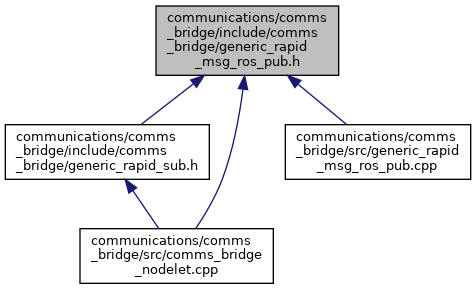 communications/comms
_bridge/include/comms
_bridge/generic_rapid
_msg_ros_pub.h
communications/comms
_bridge/include/comms
_bridge/generic_rapid_sub.h
communications/comms
_bridge/src/generic_rapid
_msg_ros_pub.cpp
communications/comms
_bridge/src/comms_bridge
_nodelet.cpp